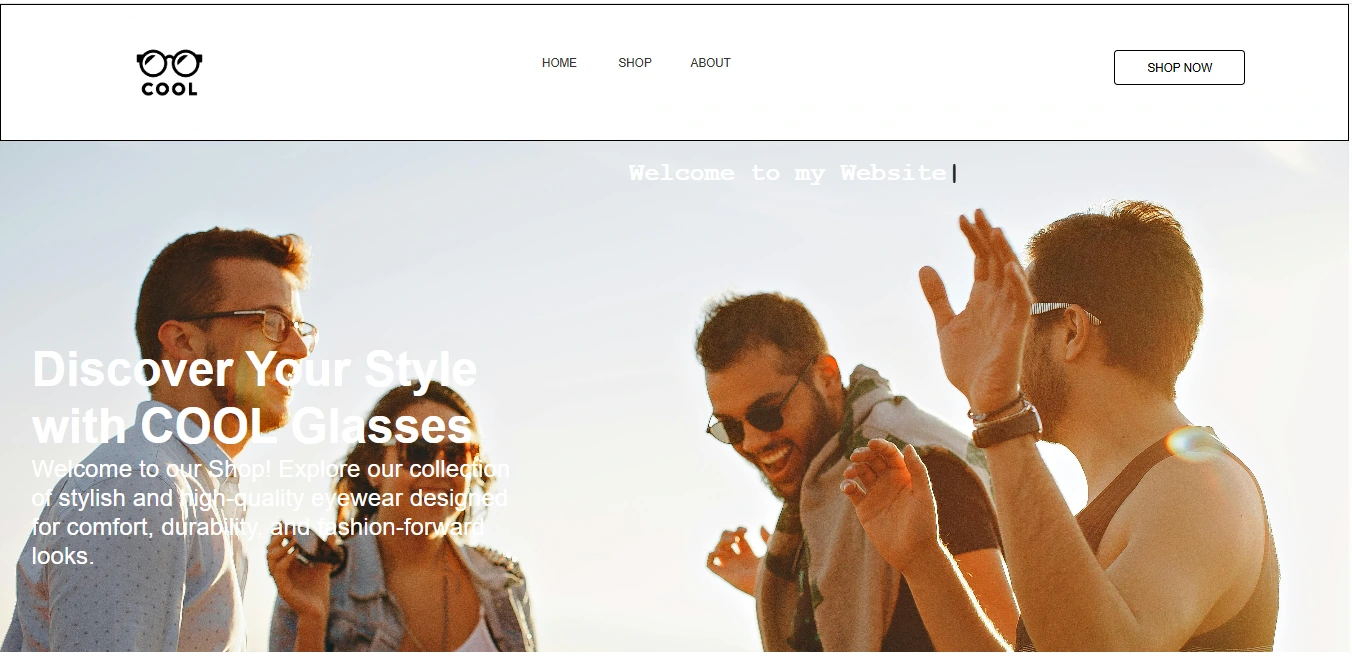 COOL
HOME SHOP ABOUT
SHOP NOW
Welcome to my Website|
Discover Your Style
with COOL Glasses
Welcome to our Shop! Explore our collection
of stylish and high-quality eyewear designed
for comfort, durability, and fashion-forward
looks.